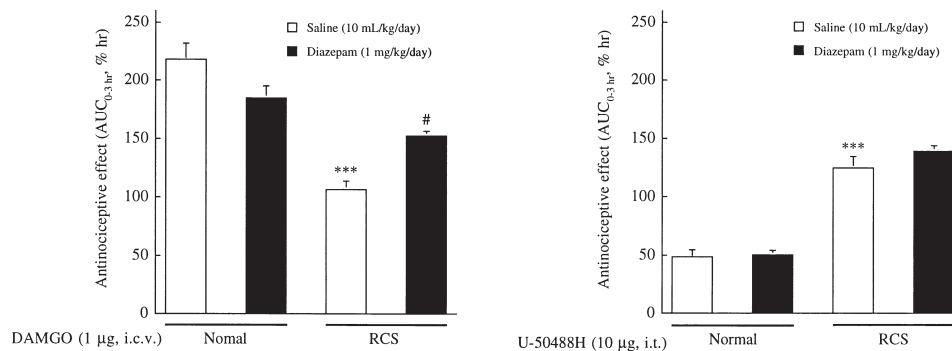 Antinociceptive effect (AUC0-3 hr, % hr)
250
200
150
100
50
0
Saline (10 mL/kg/day)
Diazepam (1 mg/kg/day)
***
#
Nomal
RCS
DAMGO (1 µg, i.c.v.)
Antinociceptive effect (AUC0-3 hr, % hr)
250
200
150
100
50
0
Saline (10 mL/kg/day)
Diazepam (1 mg/kg/day)
***
Normal
RCS
U-50488H (10 µg, i.t.)